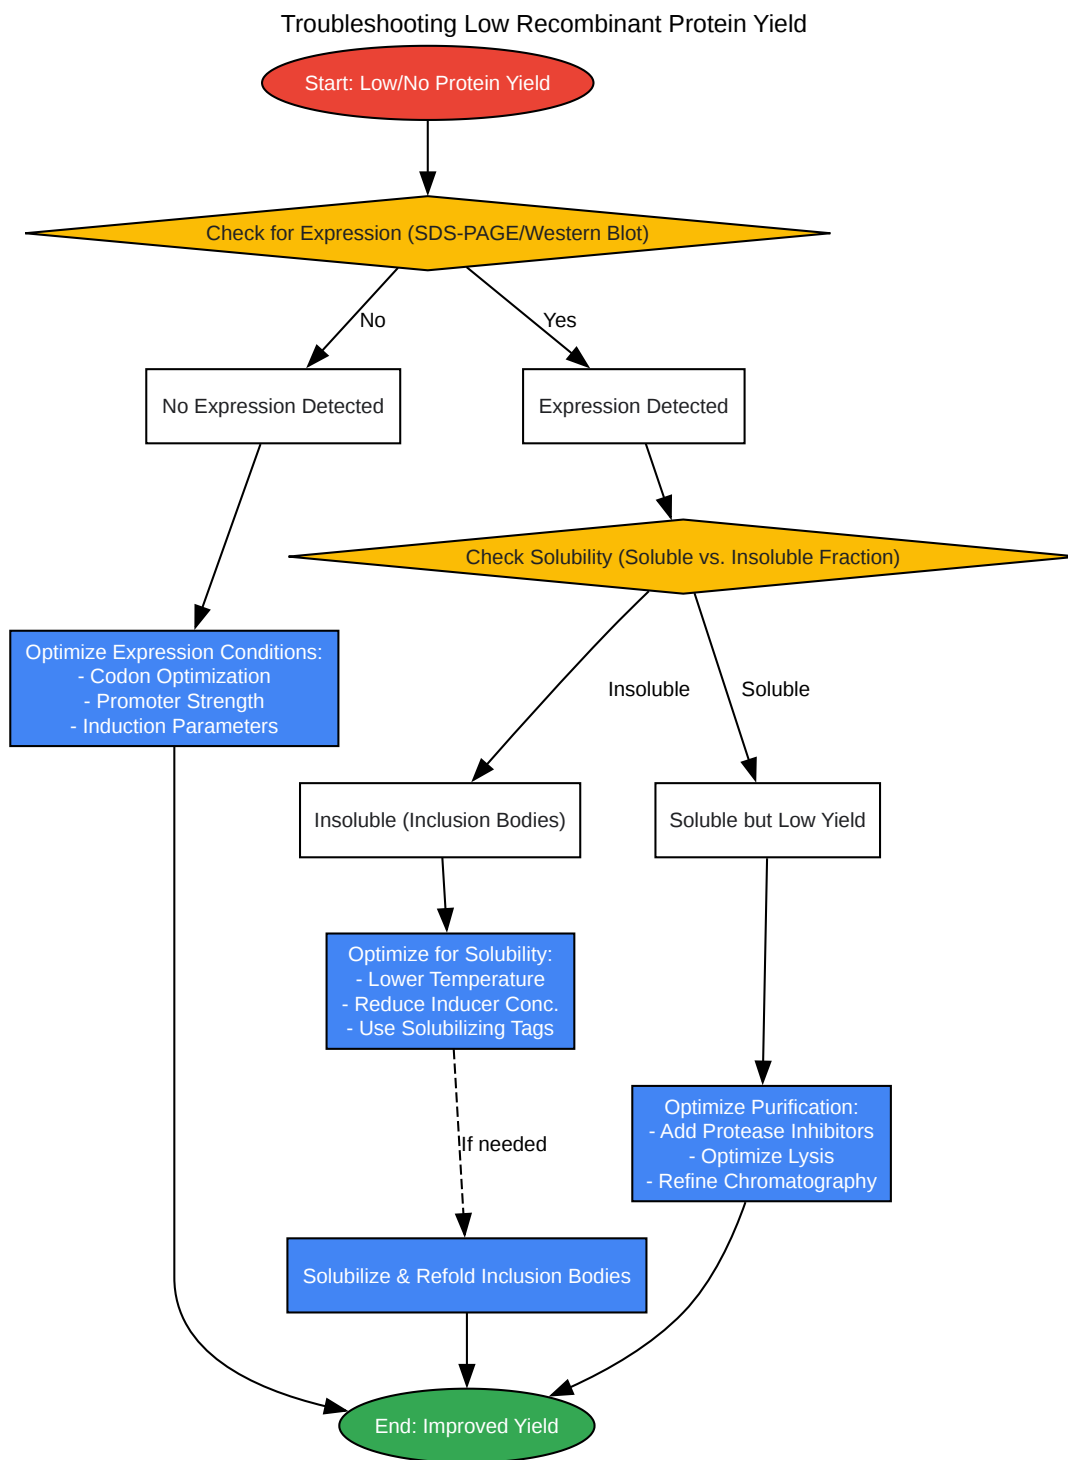 Troubleshooting Low Recombinant Protein Yield
Start: Low/No Protein Yield
Check for Expression (SDS-PAGE/Western Blot)
No
Yes
No Expression Detected
Expression Detected
Check Solubility (Soluble vs. Insoluble Fraction)
Optimize Expression Conditions:
- Codon Optimization
- Promoter Strength
- Induction Parameters
Insoluble
Soluble
Insoluble (Inclusion Bodies)
Soluble but Low Yield
Optimize for Solubility:
- Lower Temperature
- Reduce Inducer Conc.
- Use Solubilizing Tags
If needed
Optimize Purification:
- Add Protease Inhibitors
- Optimize Lysis
- Refine Chromatography
Solubilize & Refold Inclusion Bodies
End: Improved Yield